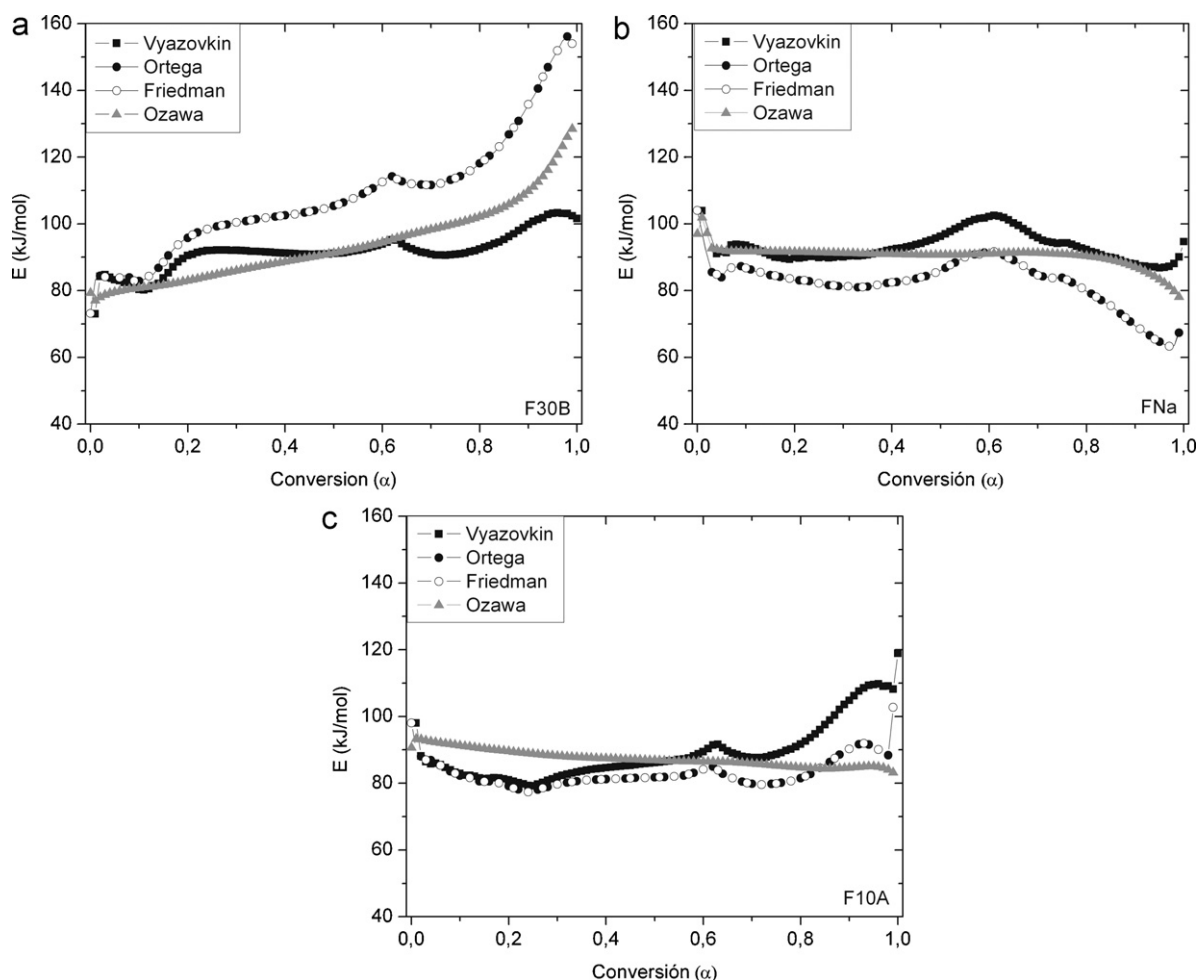 a
Vyazovkin
Ortega
Friedman
Ozawa
E (kJ/mol)
160
140
120
100
80
60
40
0,0 0,2 0,4 0,6 0,8 1,0
F30B
Conversion (α)
b
Vyazovkin
Ortega
Friedman
Ozawa
E (kJ/mol)
160
140
120
100
80
60
40
0,0 0,2 0,4 0,6 0,8 1,0
FNa
Conversión (α)
c
Vyazovkin
Ortega
Friedman
Ozawa
E (kJ/mol)
160
140
120
100
80
60
40
0,0 0,2 0,4 0,6 0,8 1,0
F10A
Conversión (α)